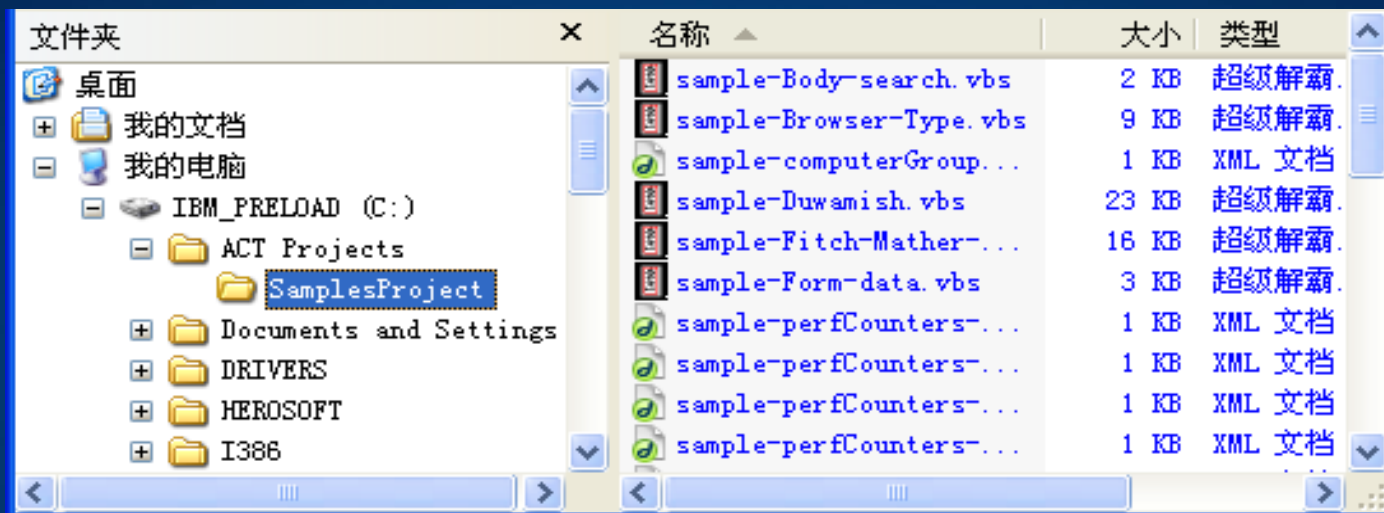 文件夹
桌面
我的文档
我的电脑
IBM_PRELOAD (C:)
ACT Projects
SamplesProject
Documents and Settings
DRIVERS
HEROSOFT
I386
名称 大小 类型
sample-Body-search.vbs 2 KB 超级解霸.
sample-Browser-Type.vbs 9 KB 超级解霸.
sample-computerGroup... 1 KB XML 文档
sample-Duwamish.vbs 23 KB 超级解霸.
sample-Fitch-Mather-... 16 KB 超级解霸.
sample-Form-data.vbs 3 KB 超级解霸.
sample-perfCounters-... 1 KB XML 文档
sample-perfCounters-... 1 KB XML 文档
sample-perfCounters-... 1 KB XML 文档
sample-perfCounters-... 1 KB XML 文档